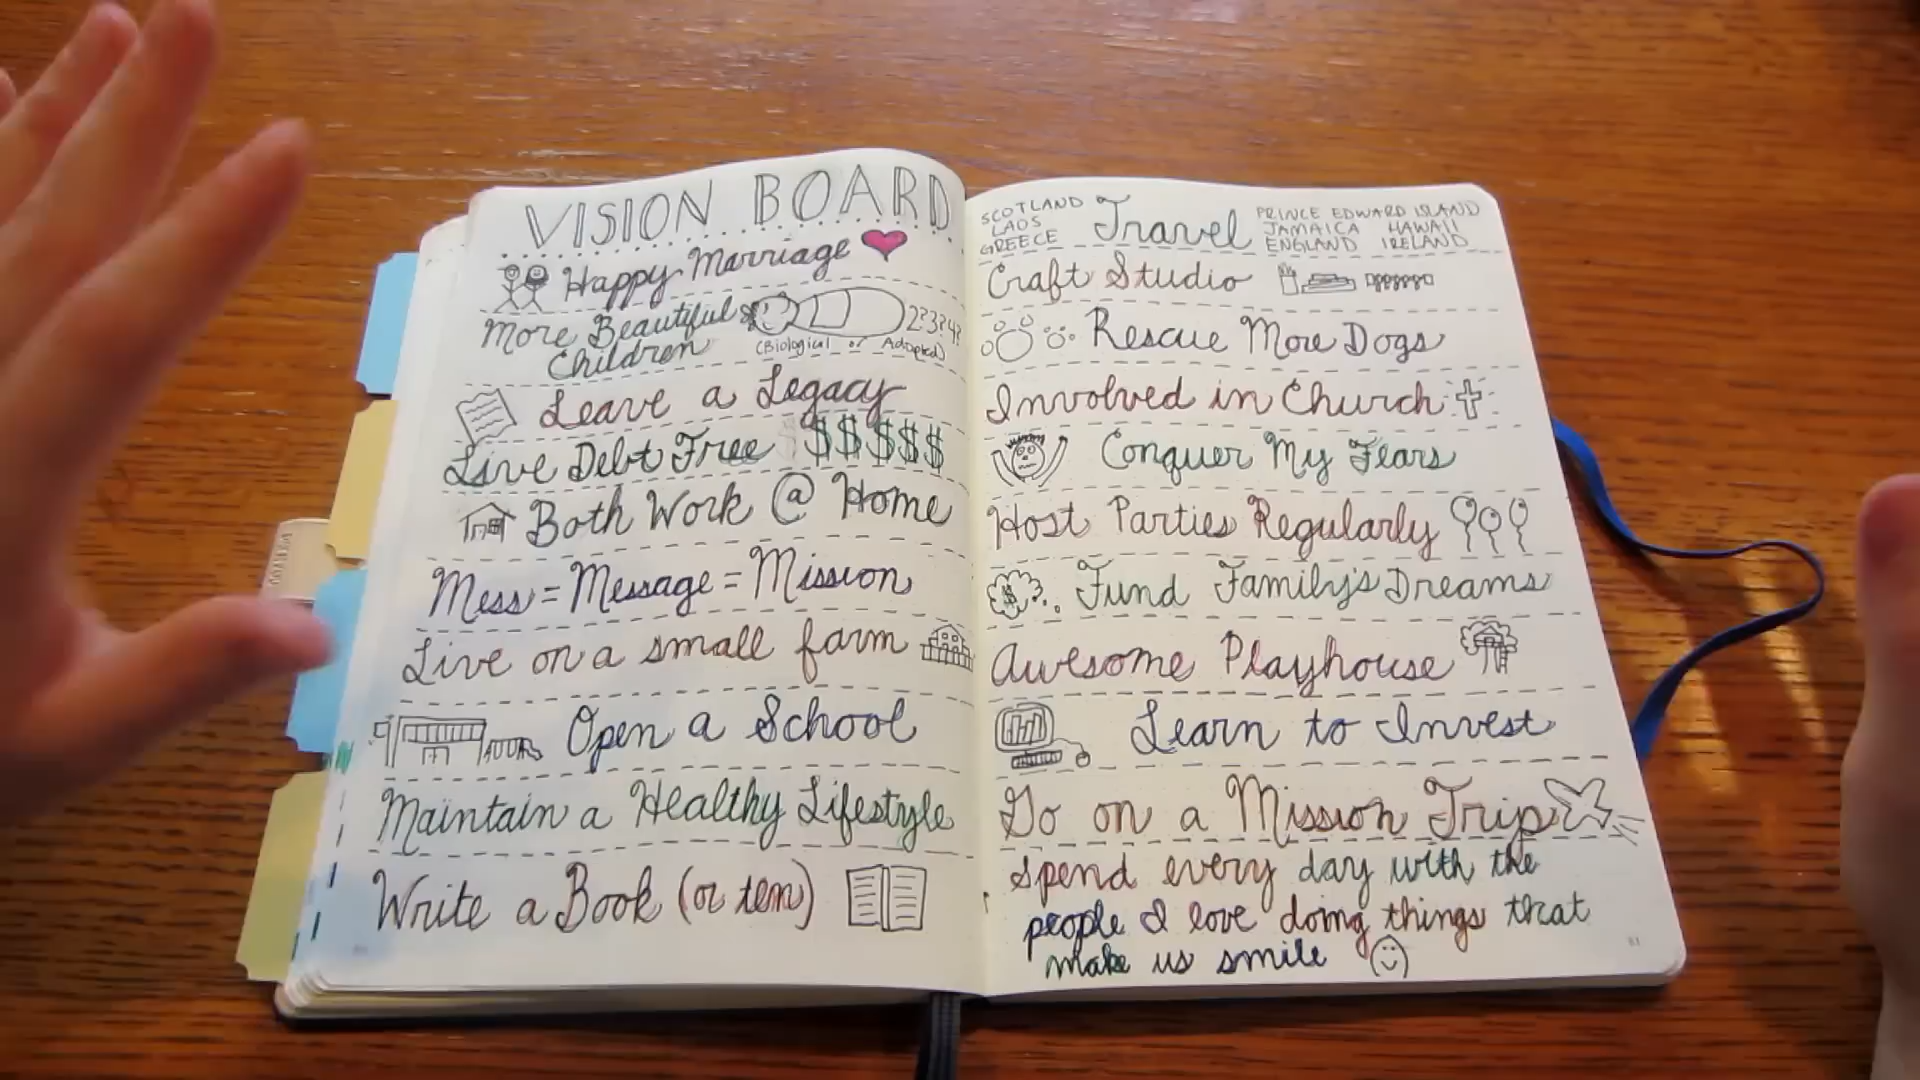 VISION BOARD
Happy Marriage
More Beautiful
Children
2?3?4?
(Biological or Adopted)
Leave a Legacy
Live Debt Free $$$$$
Both Work @ Home
Mess = Message = Mission
Live on a small farm
Open a School
Maintain a Healthy Lifestyle
Write a Book (or ten)
SCOTLAND
LAOS
GREECE
Travel
PRINCE EDWARD ISLAND
JAMAICA HAWAII
ENGLAND IRELAND
Craft Studio
Rescue More Dogs
Involved in Church
Conquer My Fears
Host Parties Regularly
$ Fund Family's Dreams
Awesome Playhouse
Learn to Invest
Go on a Mission Trip
Spend every day with the
people I love doing things that
make us smile
81